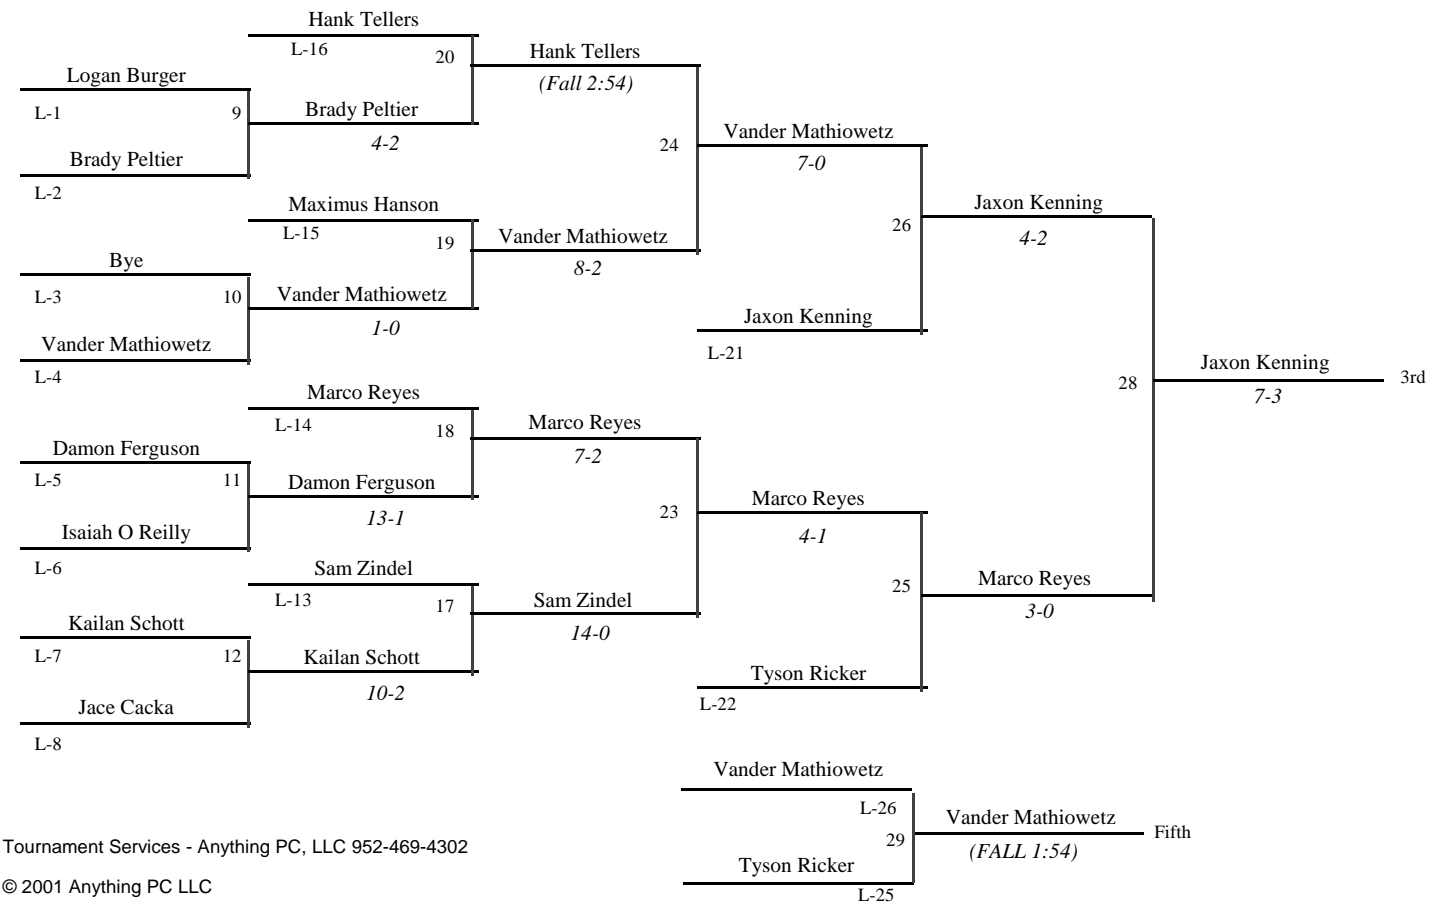 Hank Tellers
L-16
20
Hank Tellers
(Fall 2:54)
Logan Burger
L-1
9
Brady Peltier
4-2
Brady Peltier
L-2
24
Vander Mathiowetz
7-0
Maximus Hanson
L-15
19
Vander Mathiowetz
8-2
Bye
L-3
10
Vander Mathiowetz
1-0
Vander Mathiowetz
L-4
26
Jaxon Kenning
4-2
Jaxon Kenning
L-21
28
Jaxon Kenning
7-3
3rd
Marco Reyes
L-14
18
Marco Reyes
7-2
Damon Ferguson
L-5
11
Damon Ferguson
13-1
Isaiah O Reilly
L-6
23
Marco Reyes
4-1
Sam Zindel
L-13
17
Sam Zindel
14-0
Kailan Schott
L-7
12
Kailan Schott
10-2
Jace Cacka
L-8
25
Marco Reyes
3-0
Tyson Ricker
L-22
Vander Mathiowetz
L-26
29
Vander Mathiowetz
(FALL 1:54)
Fifth
Tyson Ricker
L-25
Tournament Services - Anything PC, LLC 952-469-4302
© 2001 Anything PC LLC